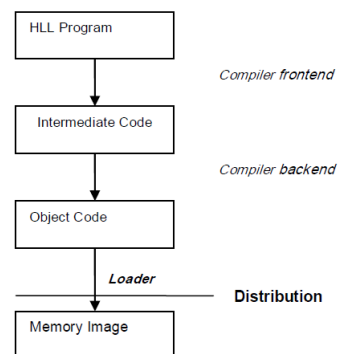 HLL Program
Compiler frontend
Intermediate Code
Compiler backend
Object Code
Loader
Distribution
Memory Image